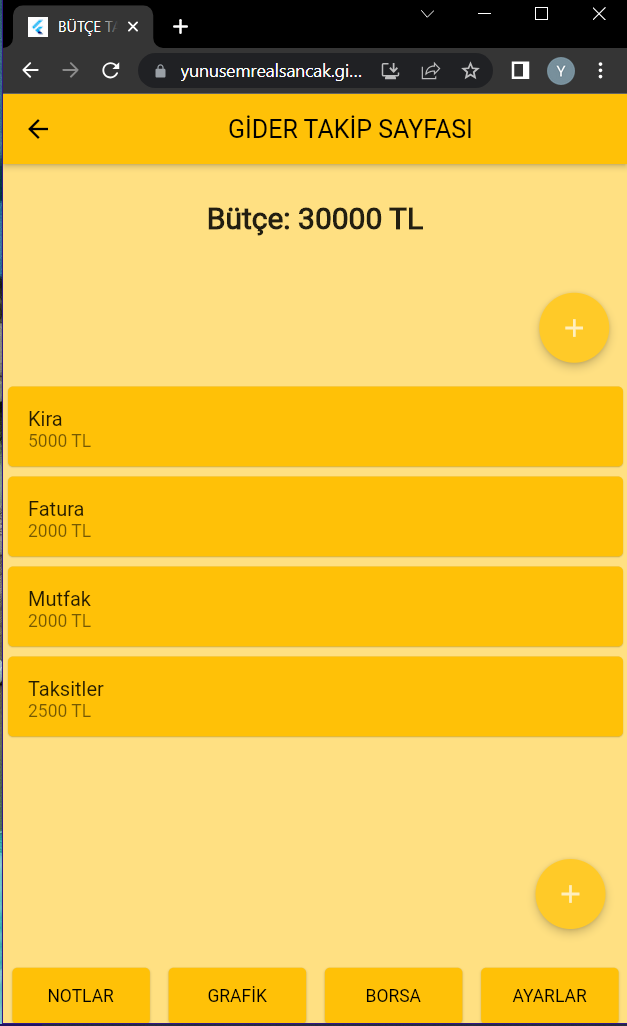 BÜTÇE TA
yunusemrealsancak.gi...
Y
GİDER TAKİP SAYFASI
Bütçe: 30000 TL
Kira
5000 TL
Fatura
2000 TL
Mutfak
2000 TL
Taksitler
2500 TL
NOTLAR GRAFİK BORSA AYARLAR